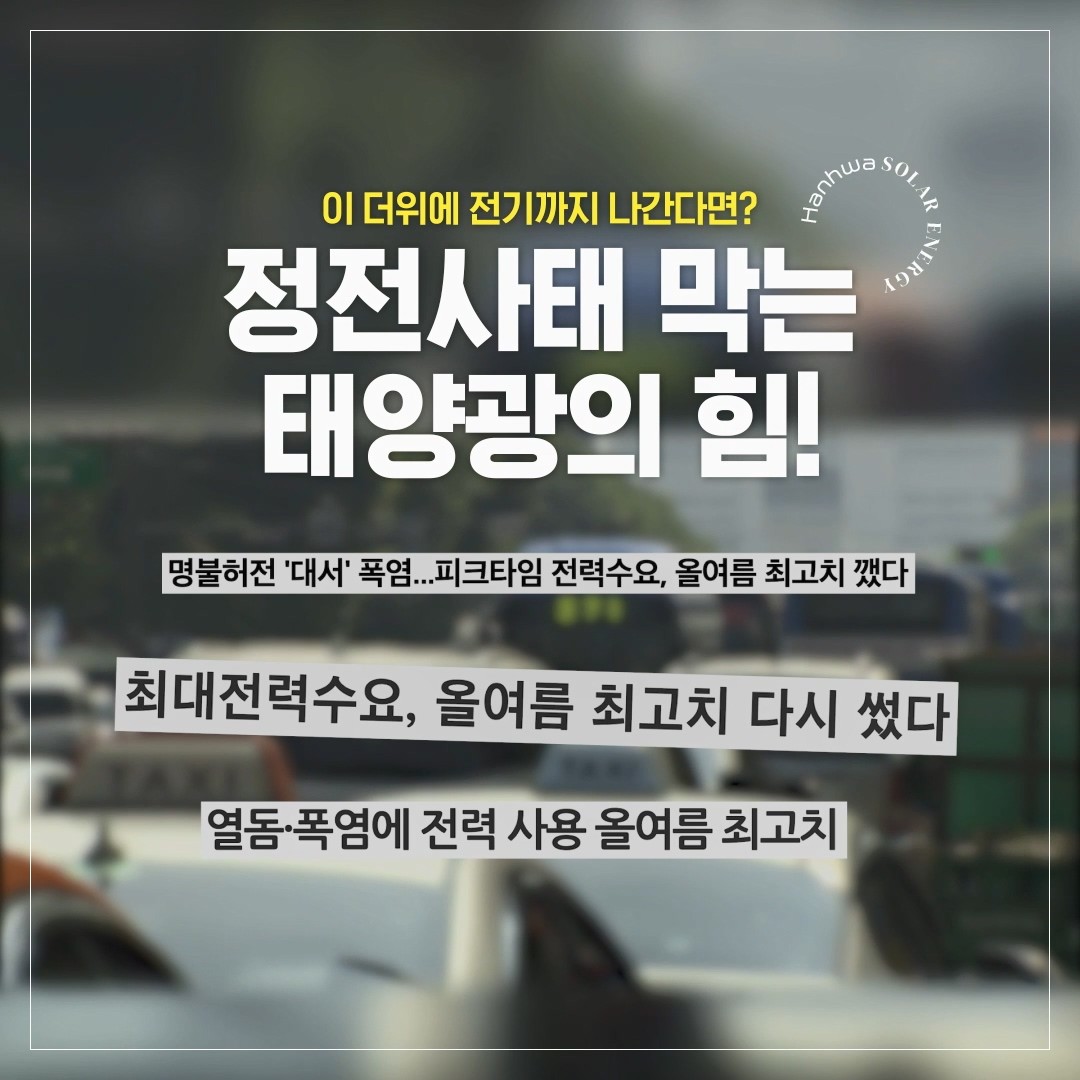 이 더위에 전기까지 나간다면?
Hanhwa SOLAR ENERGY
정전사태 막는
태양광의 힘!
명불허전 '대서' 폭염...피크타임 전력수요, 올여름 최고치 깼다
최대전력수요, 올여름 최고치 다시 썼다
열돔·폭염에 전력 사용 올여름 최고치
TAXI